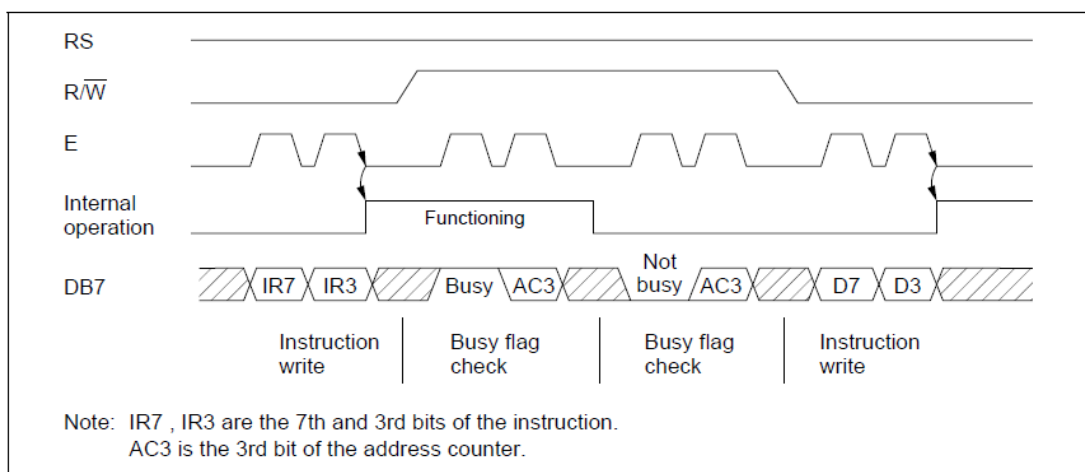 RS
R/W̅
E
Internal
operation
Functioning
DB7
IR7 IR3 Busy AC3 Not
busy AC3 D7 D3
Instruction
write
Busy flag
check
Busy flag
check
Instruction
write
Note: IR7 , IR3 are the 7th and 3rd bits of the instruction.
AC3 is the 3rd bit of the address counter.